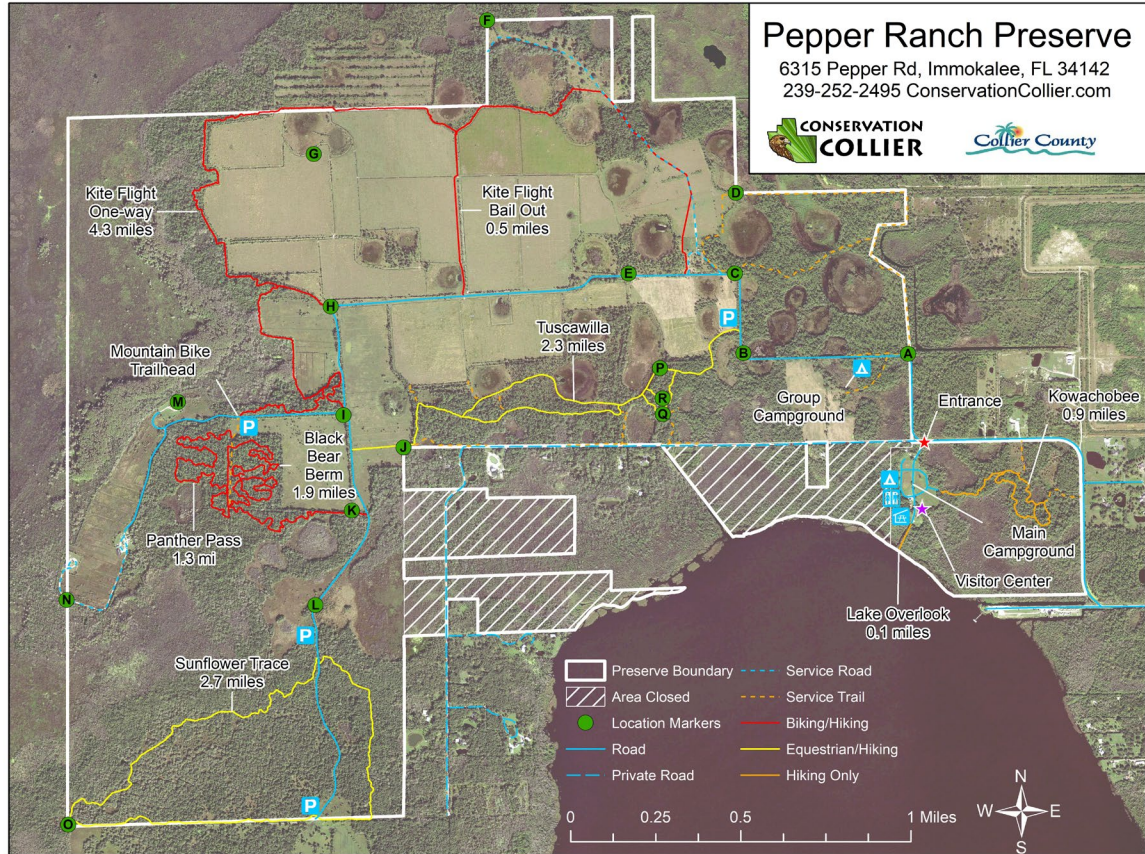 Pepper Ranch Preserve
6315 Pepper Rd, Immokalee, FL 34142
239-252-2495 ConservationCollier.com
CONSERVATION
COLLIER
Collier County
F
G
Kite Flight
One-way
4.3 miles
Kite Flight
Bail Out
0.5 miles
D
E
C
H
P
Tuscawilla
2.3 miles
Mountain Bike
Trailhead
B
A
P
R
Q
Group
Campground
Entrance
Kowachobee
0.9 miles
M
P
I
J
Black
Bear
Berm
1.9 miles
K
Panther Pass
1.3 mi
Main
Campground
Visitor Center
Lake Overlook
0.1 miles
N
L
P
Sunflower Trace
2.7 miles
P
O
Preserve Boundary
Area Closed
Location Markers
Road
Private Road
Service Road
Service Trail
Biking/Hiking
Equestrian/Hiking
Hiking Only
0 0.25 0.5 1 Miles
N
W E
S